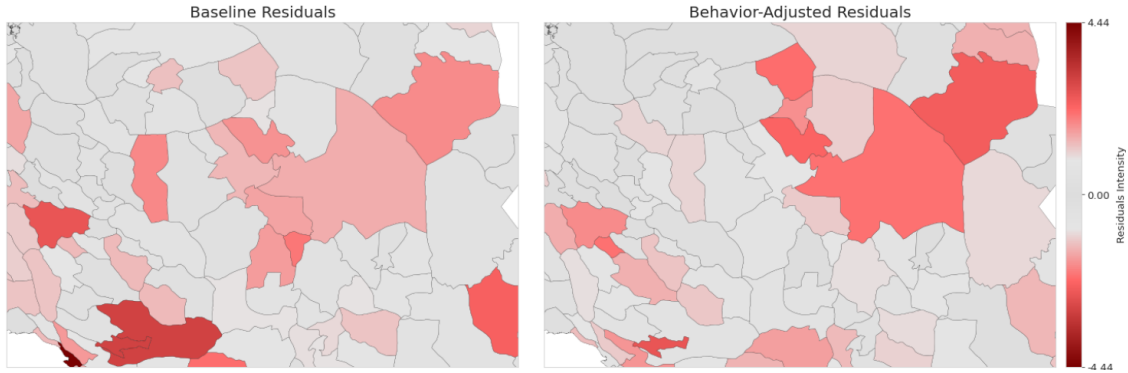 Baseline Residuals
Behavior-Adjusted Residuals
4.44
0.00
-4.44
Residuals Intensity